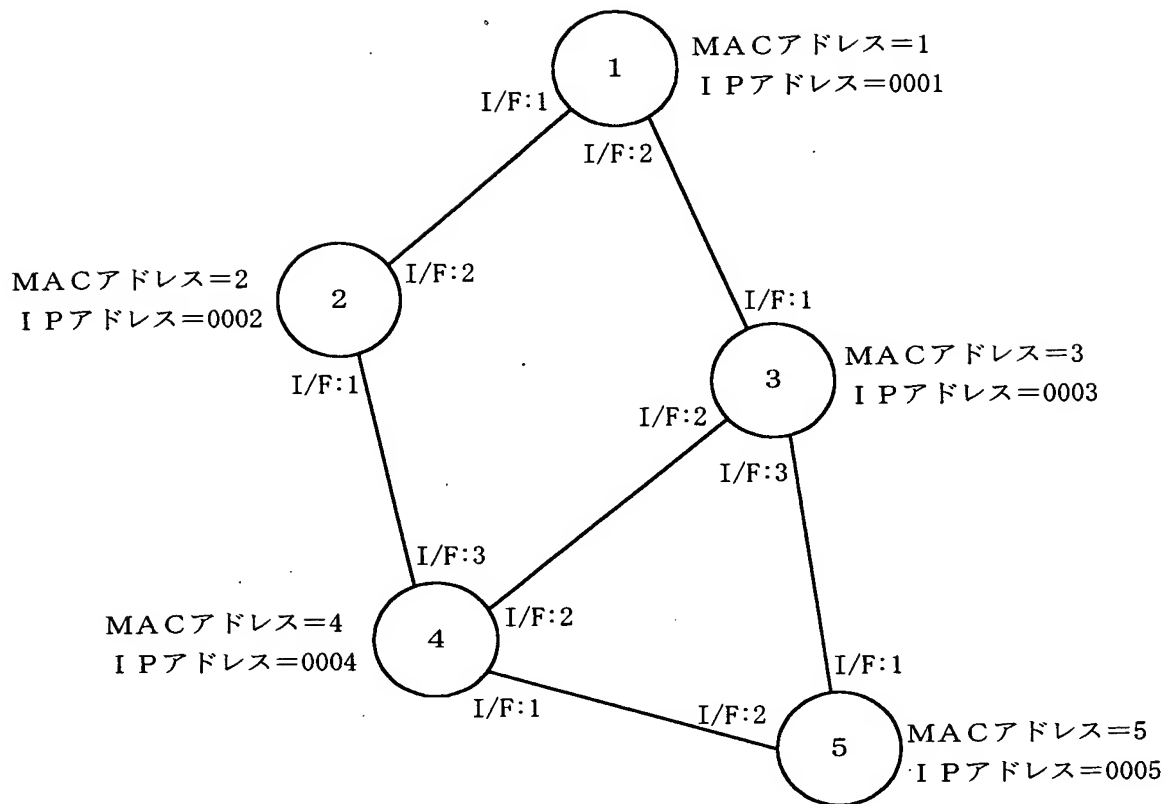 1
MACアドレス=1
IPアドレス=0001
I/F:1
I/F:2
MACアドレス=2
IPアドレス=0002
2
I/F:2
I/F:1
I/F:1
3
MACアドレス=3
IPアドレス=0003
I/F:2
I/F:3
I/F:3
MACアドレス=4
IPアドレス=0004
4
I/F:2
I/F:1
I/F:1
I/F:2
5
MACアドレス=5
IPアドレス=0005